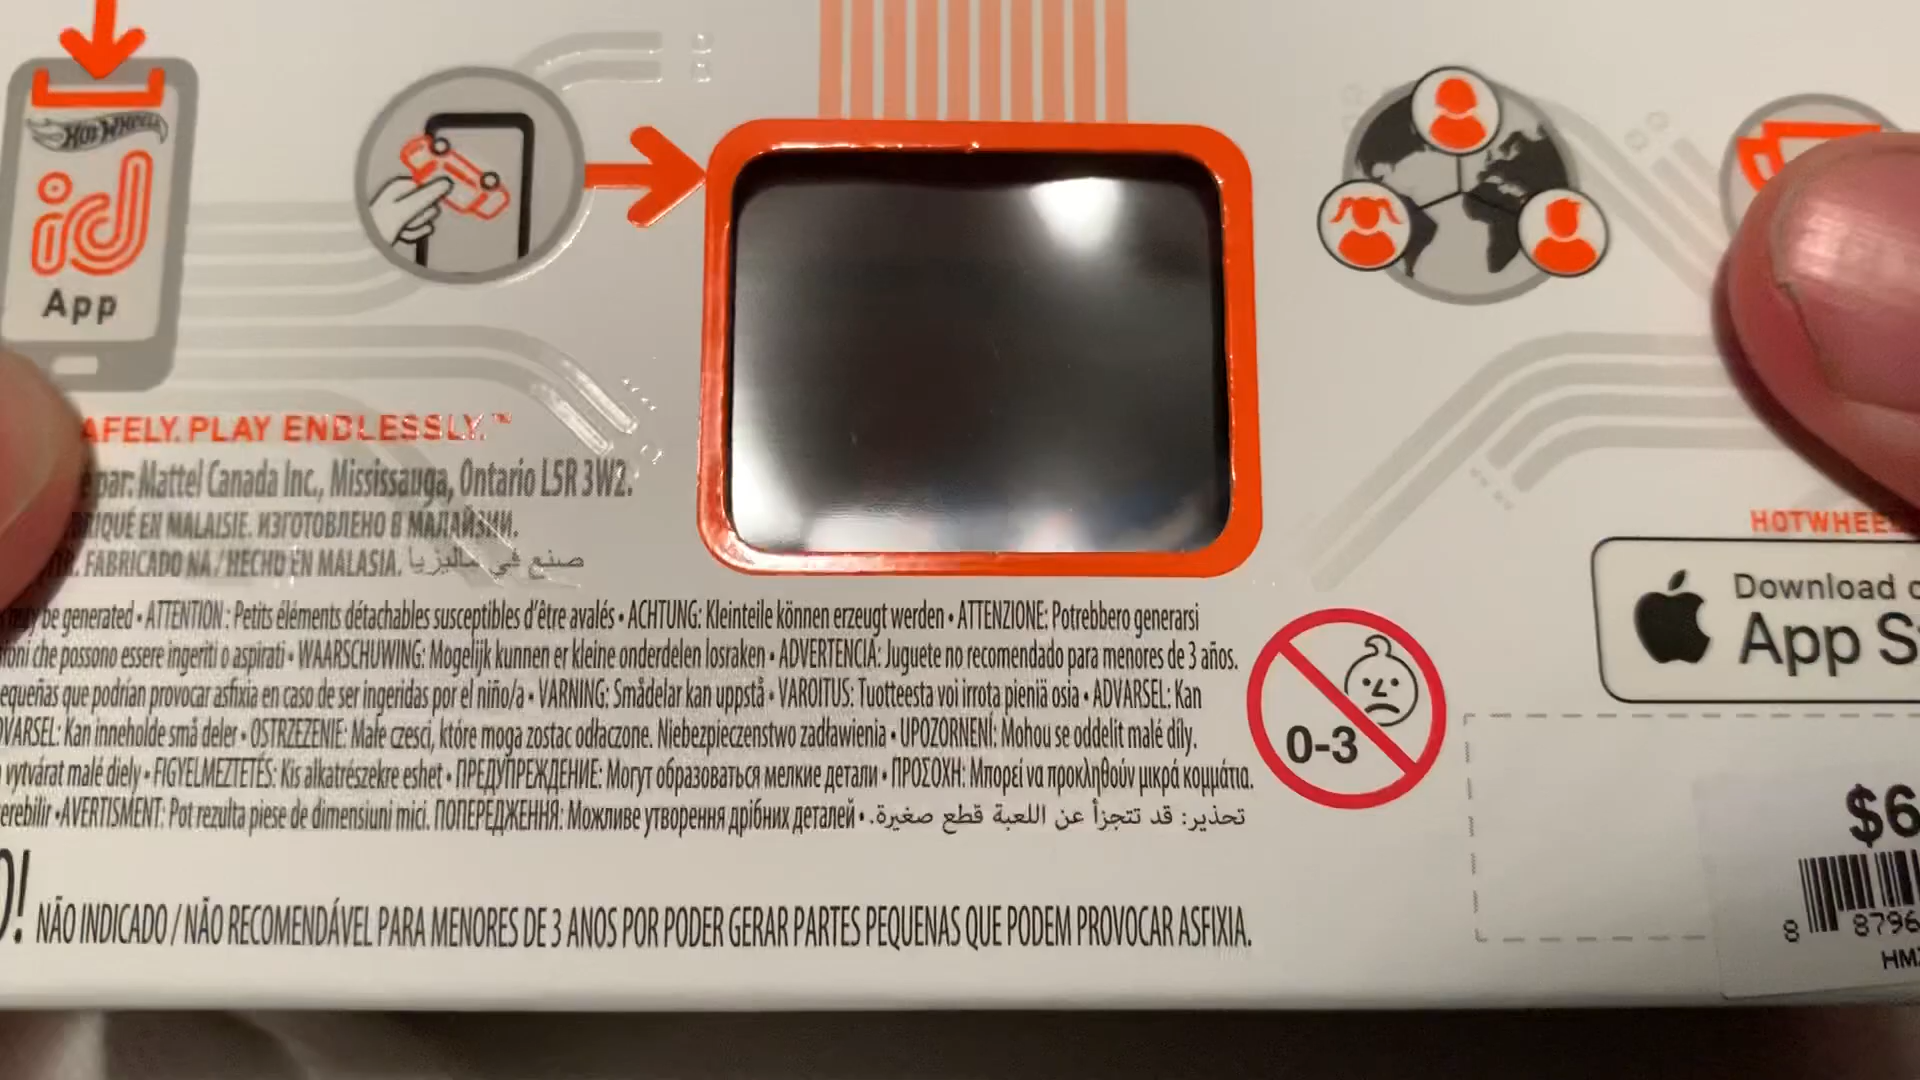 HOT WHEELS
id
App
AFELY. PLAY ENDLESSLY.™
é par: Mattel Canada Inc., Mississauga, Ontario L5R 3W2.
BRIQUÉ EN MALAISIE. ИЗГОТОВЛЕНО В МАЛАЙЗИИ.
FABRICADO NA / HECHO EN MALASIA. صنع في ماليزيا
may be generated • ATTENTION : Petits éléments détachables susceptibles d'être avalés • ACHTUNG: Kleinteile können erzeugt werden • ATTENZIONE: Potrebbero generarsi
che possono essere ingeriti o aspirati • WAARSCHUWING: Mogelijk kunnen er kleine onderdelen losraken • ADVERTENCIA: Juguete no recomendado para menores de 3 años.
equeñas que podrían provocar asfixia en caso de ser ingeridas por el niño/a • VARNING: Smådelar kan uppstå • VAROITUS: Tuotteesta voi irrota pieniä osia • ADVARSEL: Kan
DVARSEL: Kan inneholde små deler • OSTRZEZENIE: Małe czesci, które moga zostac odłaczone. Niebezpieczenstwo zadławienia • UPOZORNENI: Mohou se oddelit malé díly.
vytvárat malé diely • FIGYELMEZTETÉS: Kis alkatrészekre eshet • ПРЕДУПРЕЖДЕНИЕ: Могут образоваться мелкие детали • ΠΡΟΣΟΧΗ: Μπορεί να προκληθούν μικρά κομμάτια.
erebilir • AVERTISMENT: Pot rezulta piese de dimensiuni mici. ПОПЕРЕДЖЕННЯ: Можливе утворення дрібних деталей • تحذير: قد تتجزأ عن اللعبة قطع صغيرة.
O! NÃO INDICADO / NÃO RECOMENDÁVEL PARA MENORES DE 3 ANOS POR PODER GERAR PARTES PEQUENAS QUE PODEM PROVOCAR ASFIXIA.
0-3
HOTWHEE
Download o
App S
$6
8 8796
HM